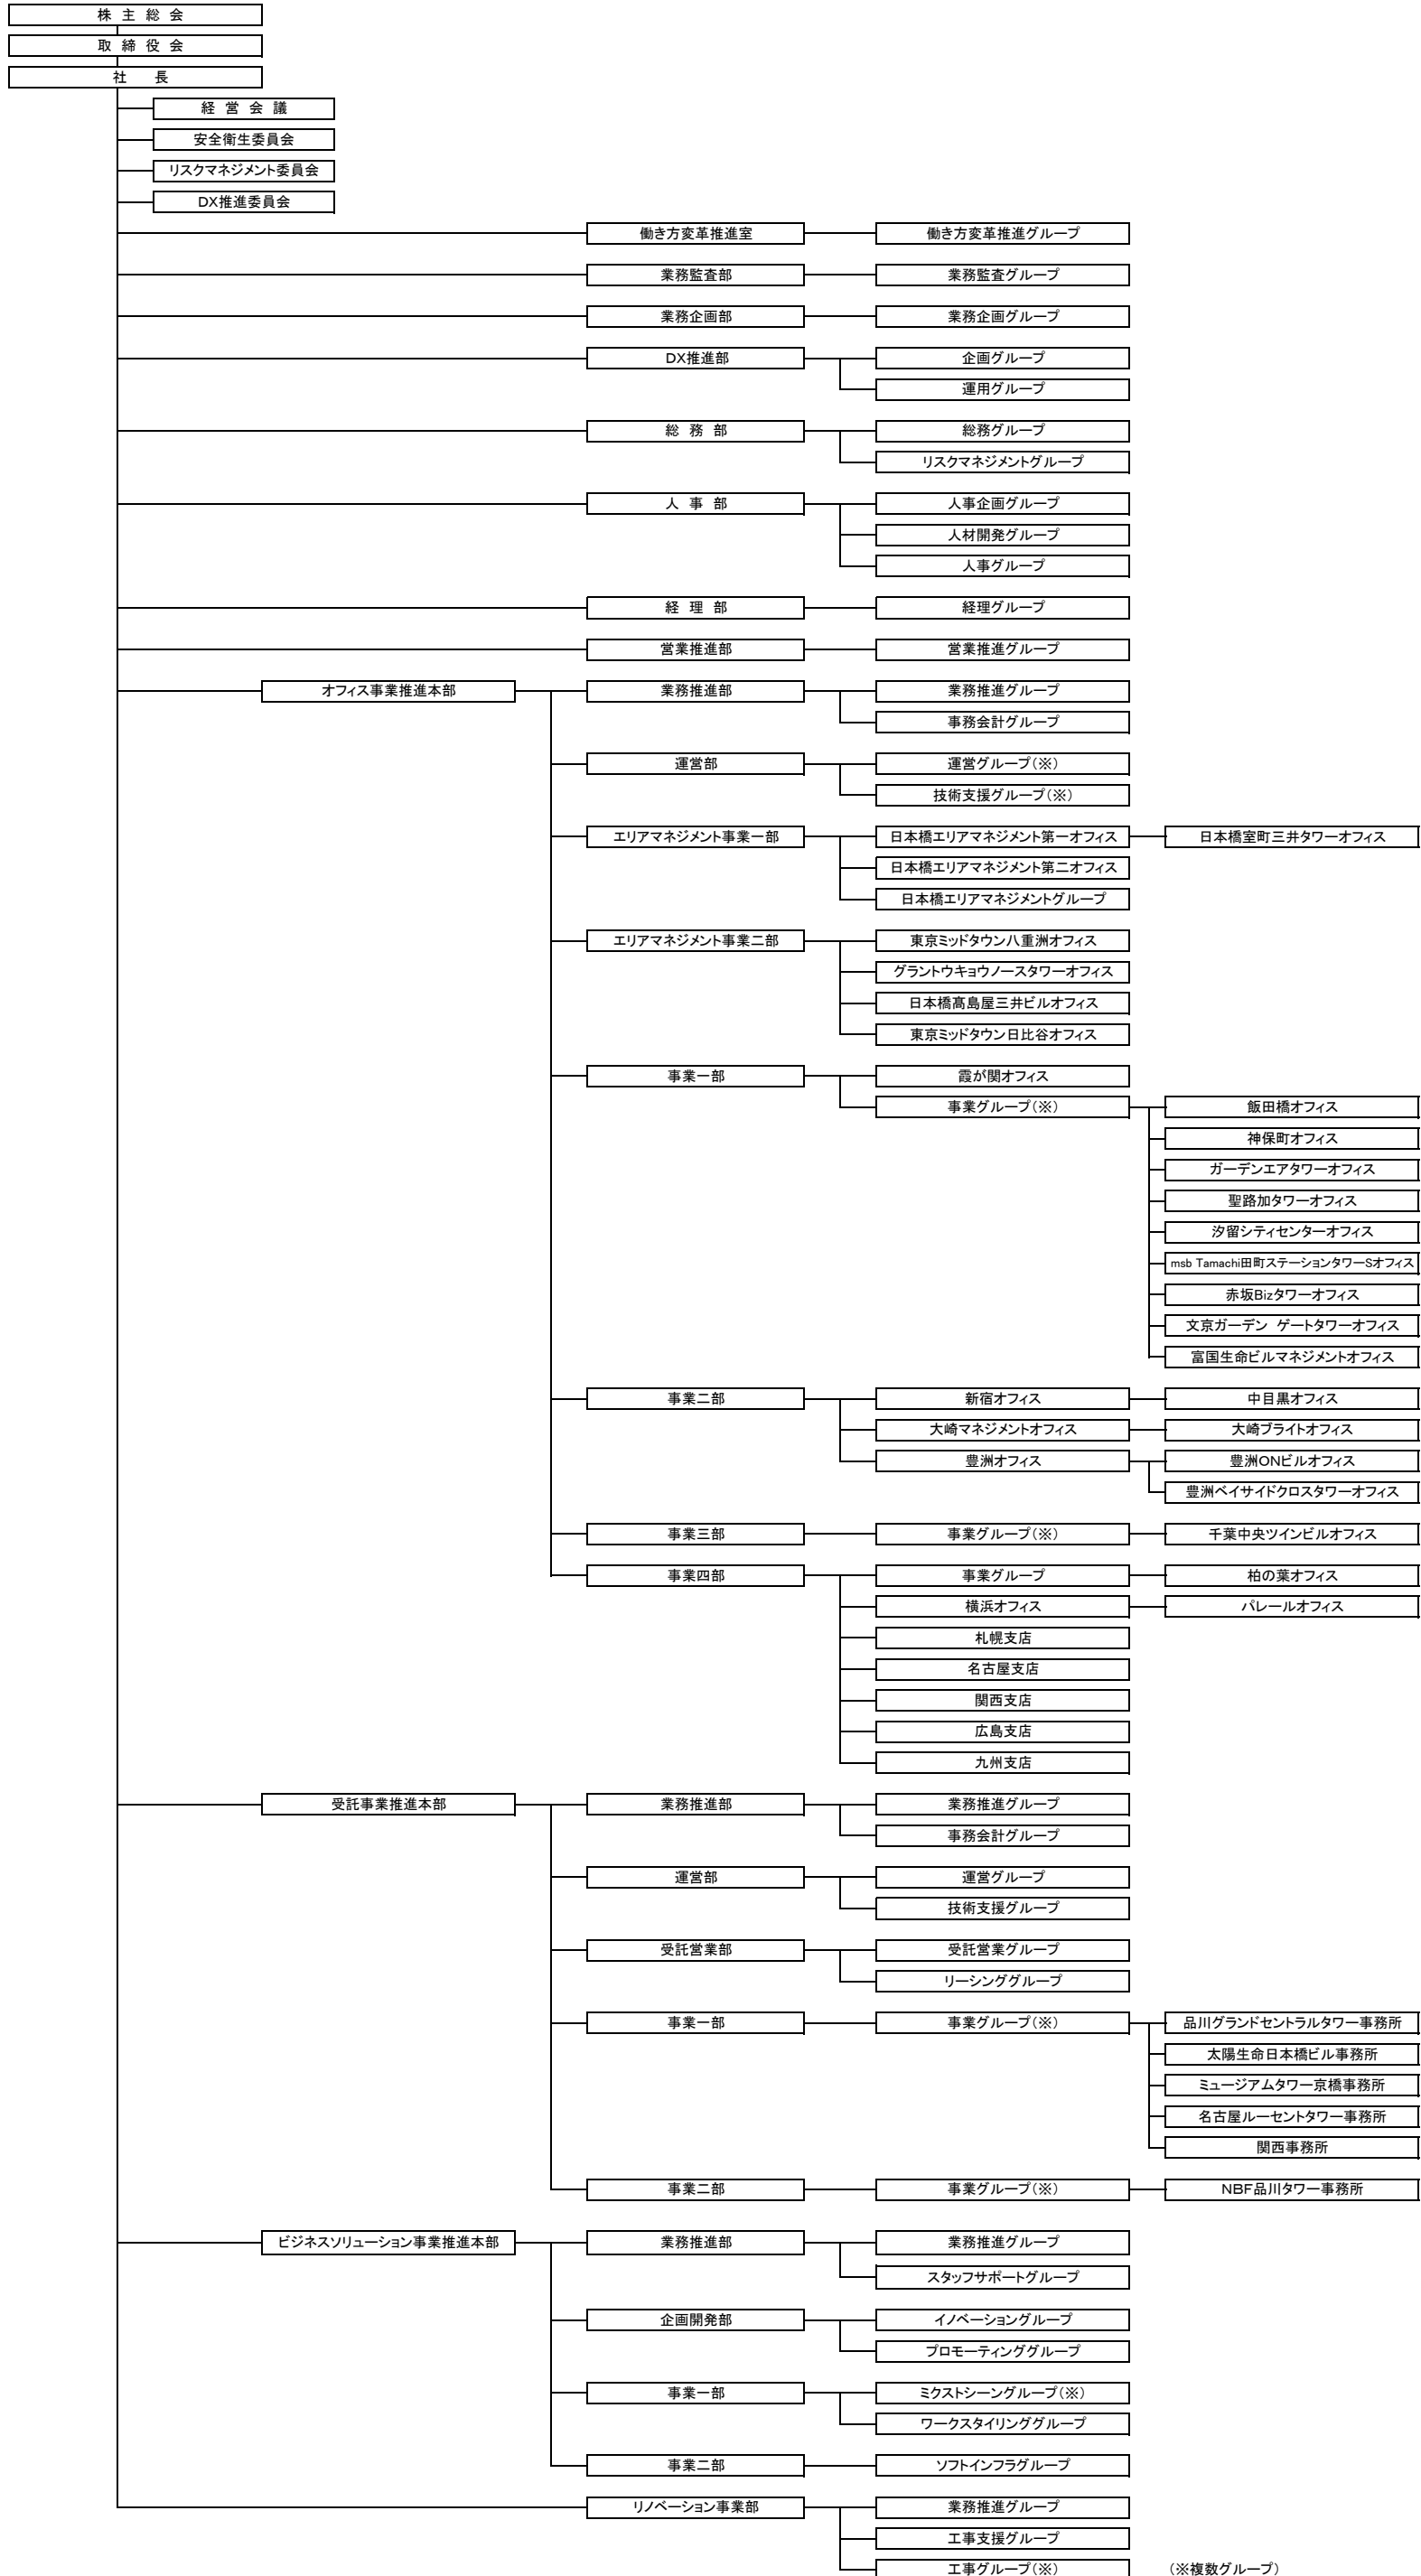 株 主 総 会
取 締 役 会
社 長
経 営 会 議
安全衛生委員会
リスクマネジメント委員会
DX推進委員会
働き方変革推進室 働き方変革推進グループ
業務監査部 業務監査グループ
業務企画部 業務企画グループ
DX推進部 企画グループ
運用グループ
総 務 部 総務グループ
リスクマネジメントグループ
人 事 部 人事企画グループ
人材開発グループ
人事グループ
経 理 部 経理グループ
営業推進部 営業推進グループ
オフィス事業推進本部 業務推進部 業務推進グループ
事務会計グループ
運営部 運営グループ(※)
技術支援グループ(※)
エリアマネジメント事業一部 日本橋エリアマネジメント第一オフィス 日本橋室町三井タワーオフィス
日本橋エリアマネジメント第二オフィス
日本橋エリアマネジメントグループ
エリアマネジメント事業二部 東京ミッドタウン八重洲オフィス
グラントウキョウノースタワーオフィス
日本橋髙島屋三井ビルオフィス
東京ミッドタウン日比谷オフィス
事業一部 霞が関オフィス
事業グループ(※) 飯田橋オフィス
神保町オフィス
ガーデンエアタワーオフィス
聖路加タワーオフィス
汐留シティセンターオフィス
msb Tamachi田町ステーションタワーSオフィス
赤坂Bizタワーオフィス
文京ガーデン ゲートタワーオフィス
富国生命ビルマネジメントオフィス
事業二部 新宿オフィス 中目黒オフィス
大崎マネジメントオフィス 大崎ブライトオフィス
豊洲オフィス 豊洲ONビルオフィス
豊洲ベイサイドクロスタワーオフィス
事業三部 事業グループ(※) 千葉中央ツインビルオフィス
事業四部 事業グループ 柏の葉オフィス
横浜オフィス パレールオフィス
札幌支店
名古屋支店
関西支店
広島支店
九州支店
受託事業推進本部 業務推進部 業務推進グループ
事務会計グループ
運営部 運営グループ
技術支援グループ
受託営業部 受託営業グループ
リーシンググループ
事業一部 事業グループ(※) 品川グランドセントラルタワー事務所
太陽生命日本橋ビル事務所
ミュージアムタワー京橋事務所
名古屋ルーセントタワー事務所
関西事務所
事業二部 事業グループ(※) NBF品川タワー事務所
ビジネスソリューション事業推進本部 業務推進部 業務推進グループ
スタッフサポートグループ
企画開発部 イノベーショングループ
プロモーティンググループ
事業一部 ミクストシーングループ(※)
ワークスタイリンググループ
事業二部 ソフトインフラグループ
リノベーション事業部 業務推進グループ
工事支援グループ
工事グループ(※) (※複数グループ)